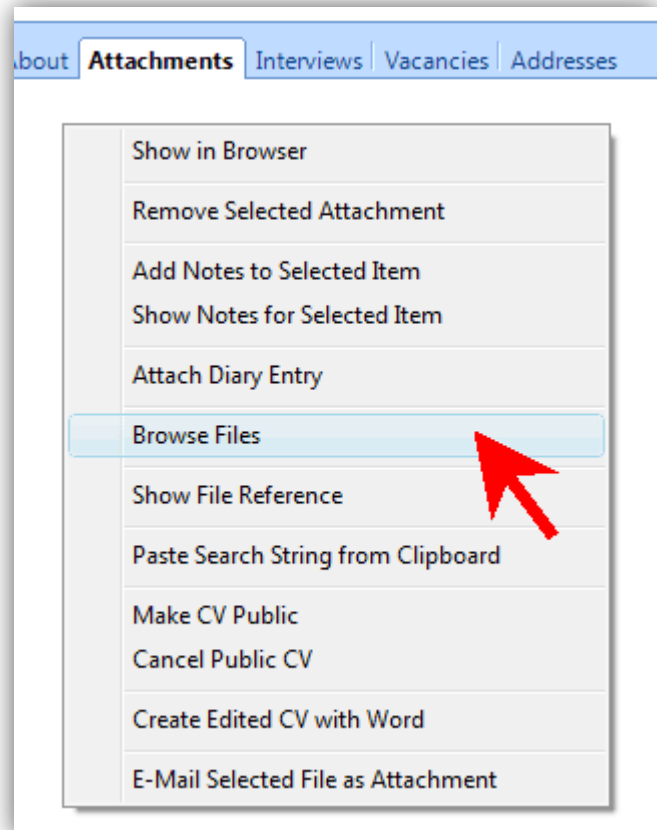 About Attachments Interviews Vacancies Addresses
Show in Browser
Remove Selected Attachment
Add Notes to Selected Item
Show Notes for Selected Item
Attach Diary Entry
Browse Files
Show File Reference
Paste Search String from Clipboard
Make CV Public
Cancel Public CV
Create Edited CV with Word
E-Mail Selected File as Attachment